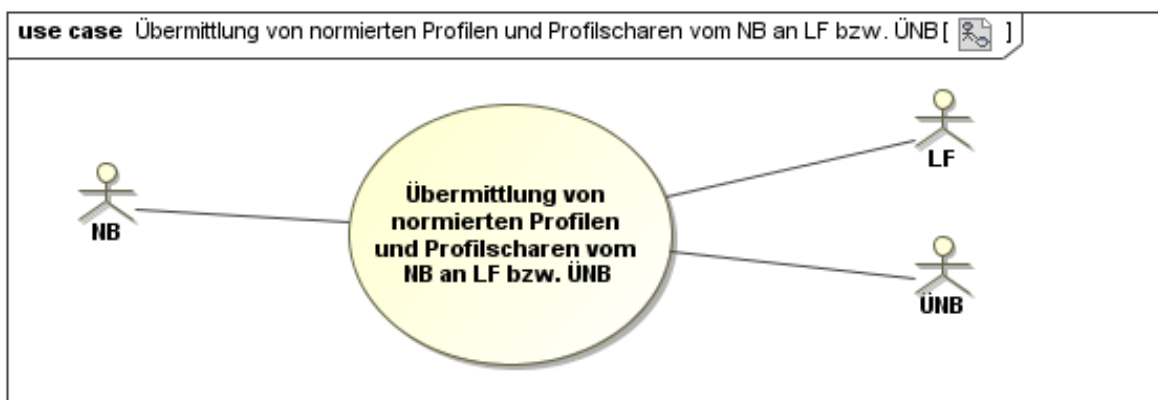 use case Übermittlung von normierten Profilen und Profilscharen vom NB an LF bzw. ÜNB [ ]
LF
Übermittlung von
normierten Profilen
und Profilscharen vom
NB an LF bzw. ÜNB
NB
ÜNB